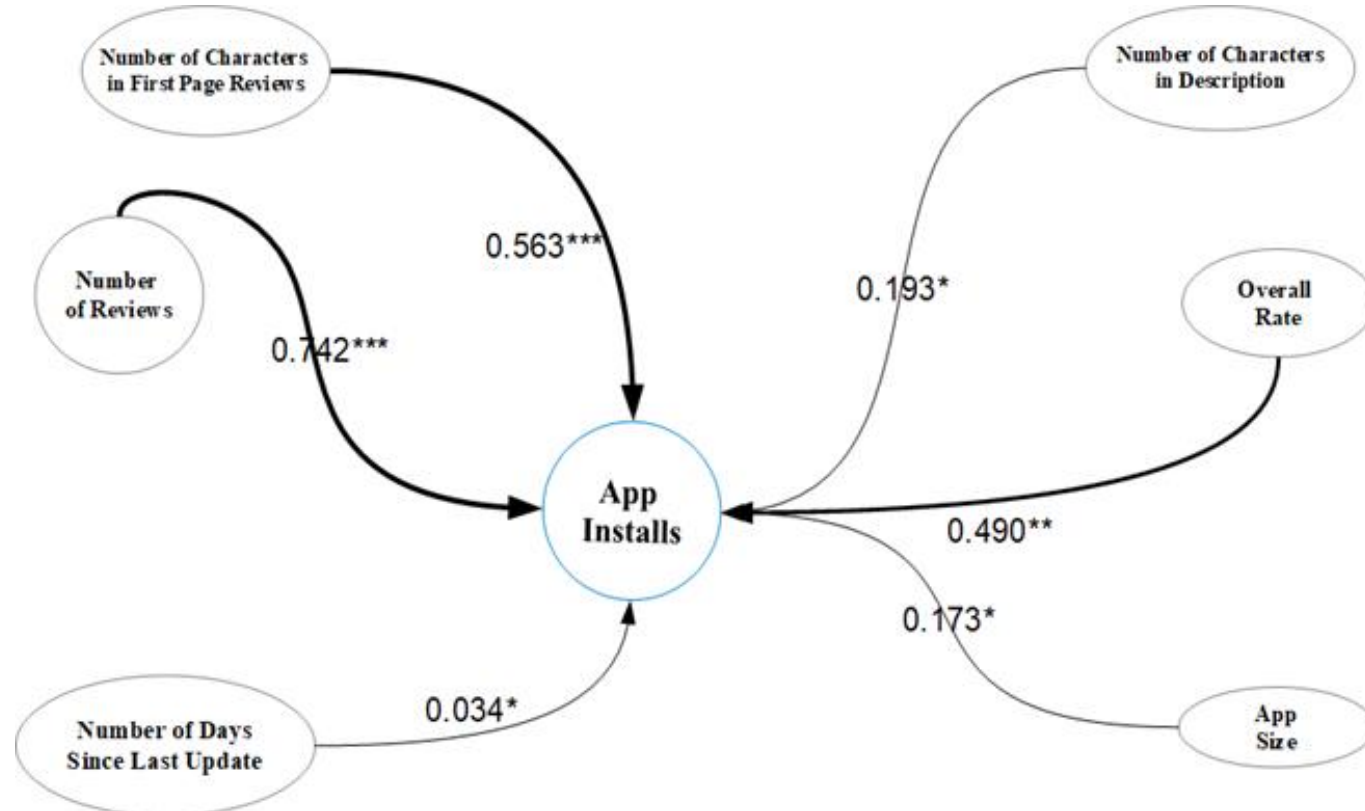 Number of Characters
in First Page Reviews
Number of Characters
in Description
0.563***
0.193*
Number
of Reviews
Overall
Rate
0.742***
App
Installs
0.490**
0.173*
0.034*
Number of Days
Since Last Update
App
Size